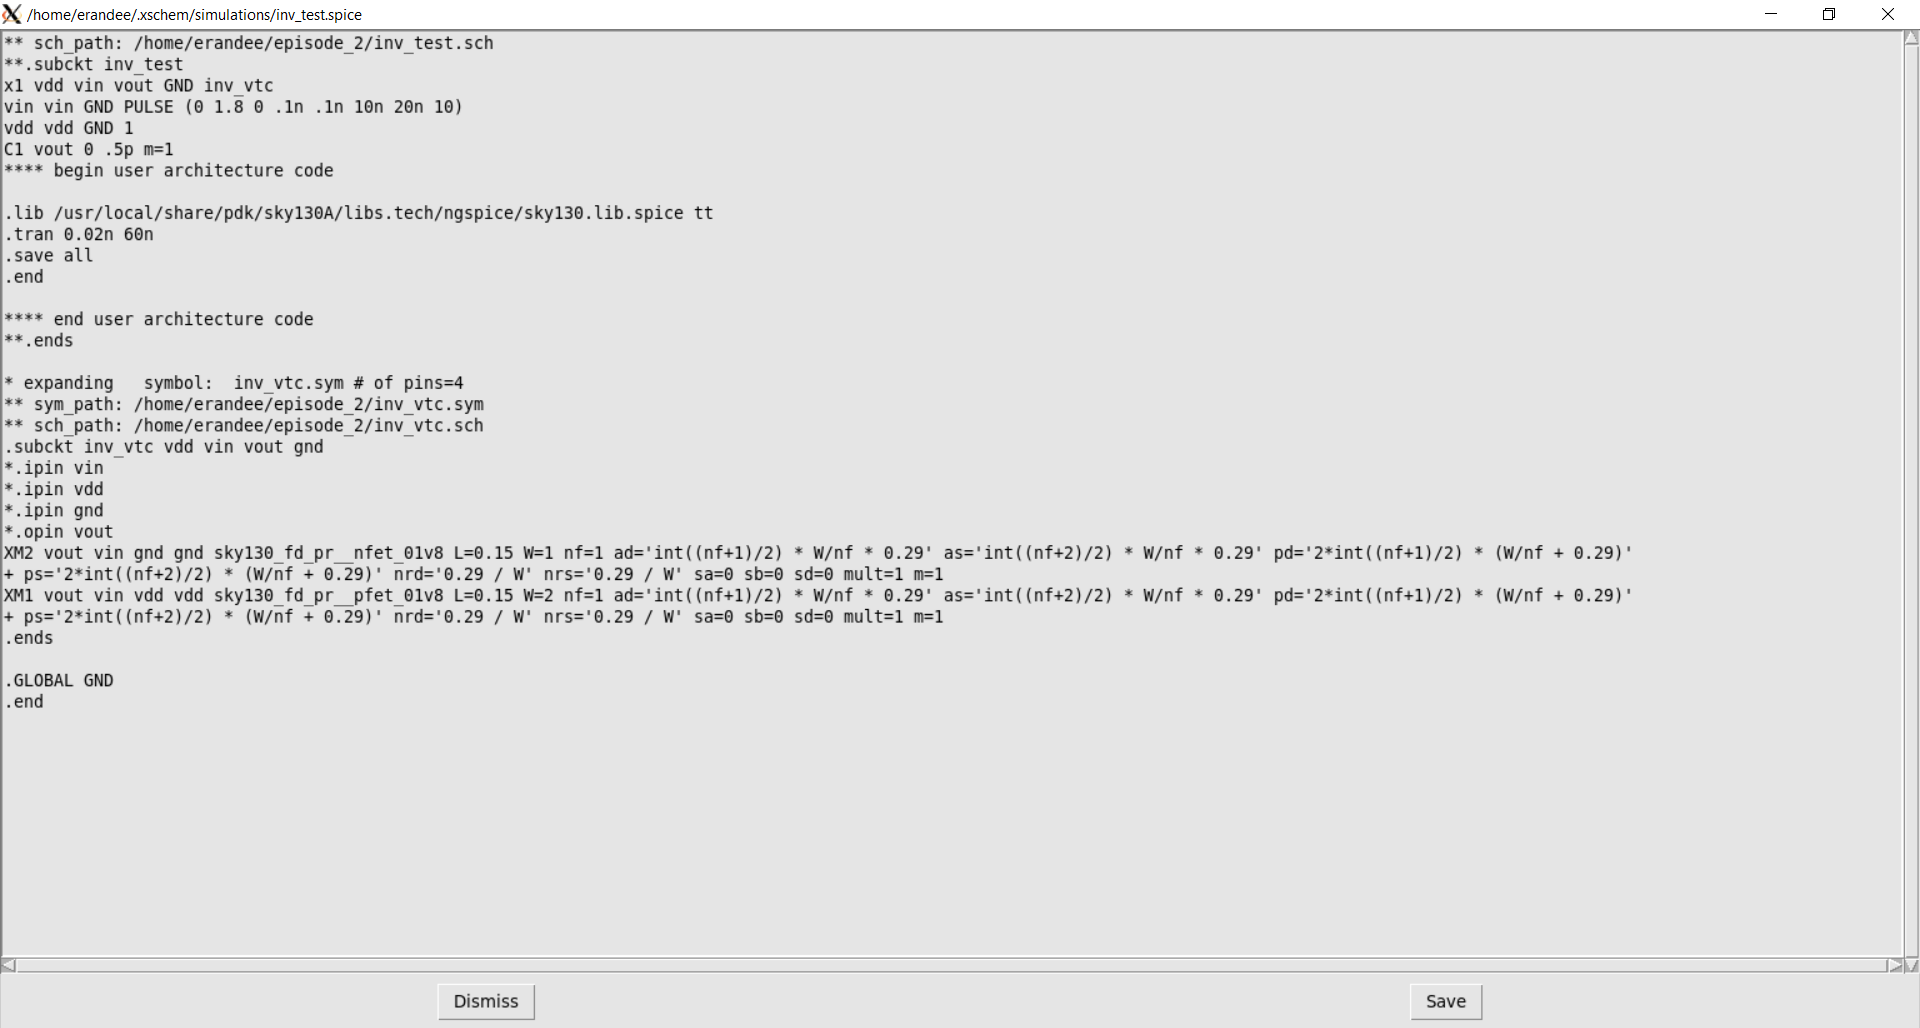 /home/erandee/.xschem/simulations/inv_test.spice
** sch_path: /home/erandee/episode_2/inv_test.sch
**.subckt inv_test
x1 vdd vin vout GND inv_vtc
vin vin GND PULSE (0 1.8 0 .1n .1n 10n 20n 10)
vdd vdd GND 1
C1 vout 0 .5p m=1
**** begin user architecture code
.lib /usr/local/share/pdk/sky130A/libs.tech/ngspice/sky130.lib.spice tt
.tran 0.02n 60n
.save all
.end
**** end user architecture code
**.ends
* expanding   symbol:  inv_vtc.sym # of pins=4
** sym_path: /home/erandee/episode_2/inv_vtc.sym
** sch_path: /home/erandee/episode_2/inv_vtc.sch
.subckt inv_vtc vdd vin vout gnd
*.ipin vin
*.ipin vdd
*.ipin gnd
*.opin vout
XM2 vout vin gnd gnd sky130_fd_pr__nfet_01v8 L=0.15 W=1 nf=1 ad='int((nf+1)/2) * W/nf * 0.29' as='int((nf+2)/2) * W/nf * 0.29' pd='2*int((nf+1)/2) * (W/nf + 0.29)'
+ ps='2*int((nf+2)/2) * (W/nf + 0.29)' nrd='0.29 / W' nrs='0.29 / W' sa=0 sb=0 sd=0 mult=1 m=1
XM1 vout vin vdd vdd sky130_fd_pr__pfet_01v8 L=0.15 W=2 nf=1 ad='int((nf+1)/2) * W/nf * 0.29' as='int((nf+2)/2) * W/nf * 0.29' pd='2*int((nf+1)/2) * (W/nf + 0.29)'
+ ps='2*int((nf+2)/2) * (W/nf + 0.29)' nrd='0.29 / W' nrs='0.29 / W' sa=0 sb=0 sd=0 mult=1 m=1
.ends
.GLOBAL GND
.end
Dismiss
Save